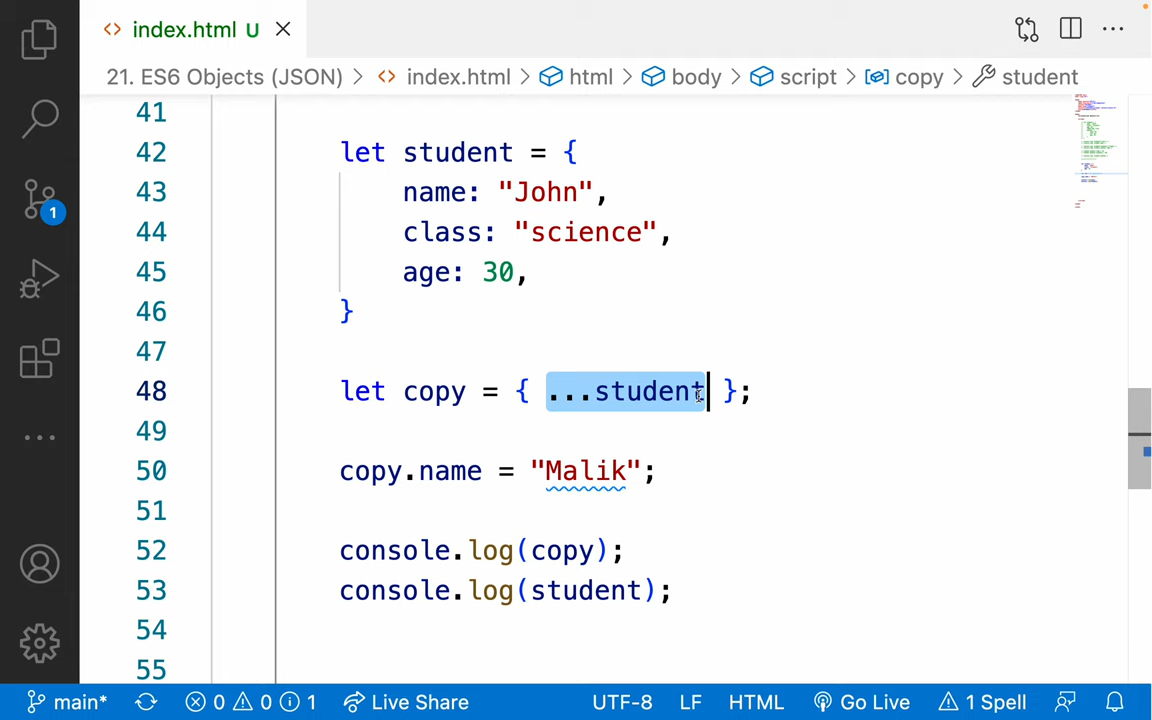 index.html U
21. ES6 Objects (JSON) > index.html > html > body > script > copy > student
41
42 let student = {
43 name: "John",
44 class: "science",
45 age: 30,
46 }
47
48 let copy = { ...student };
49
50 copy.name = "Malik";
51
52 console.log(copy);
53 console.log(student);
54
55
1
main* 0 0 1 Live Share UTF-8 LF HTML Go Live 1 Spell